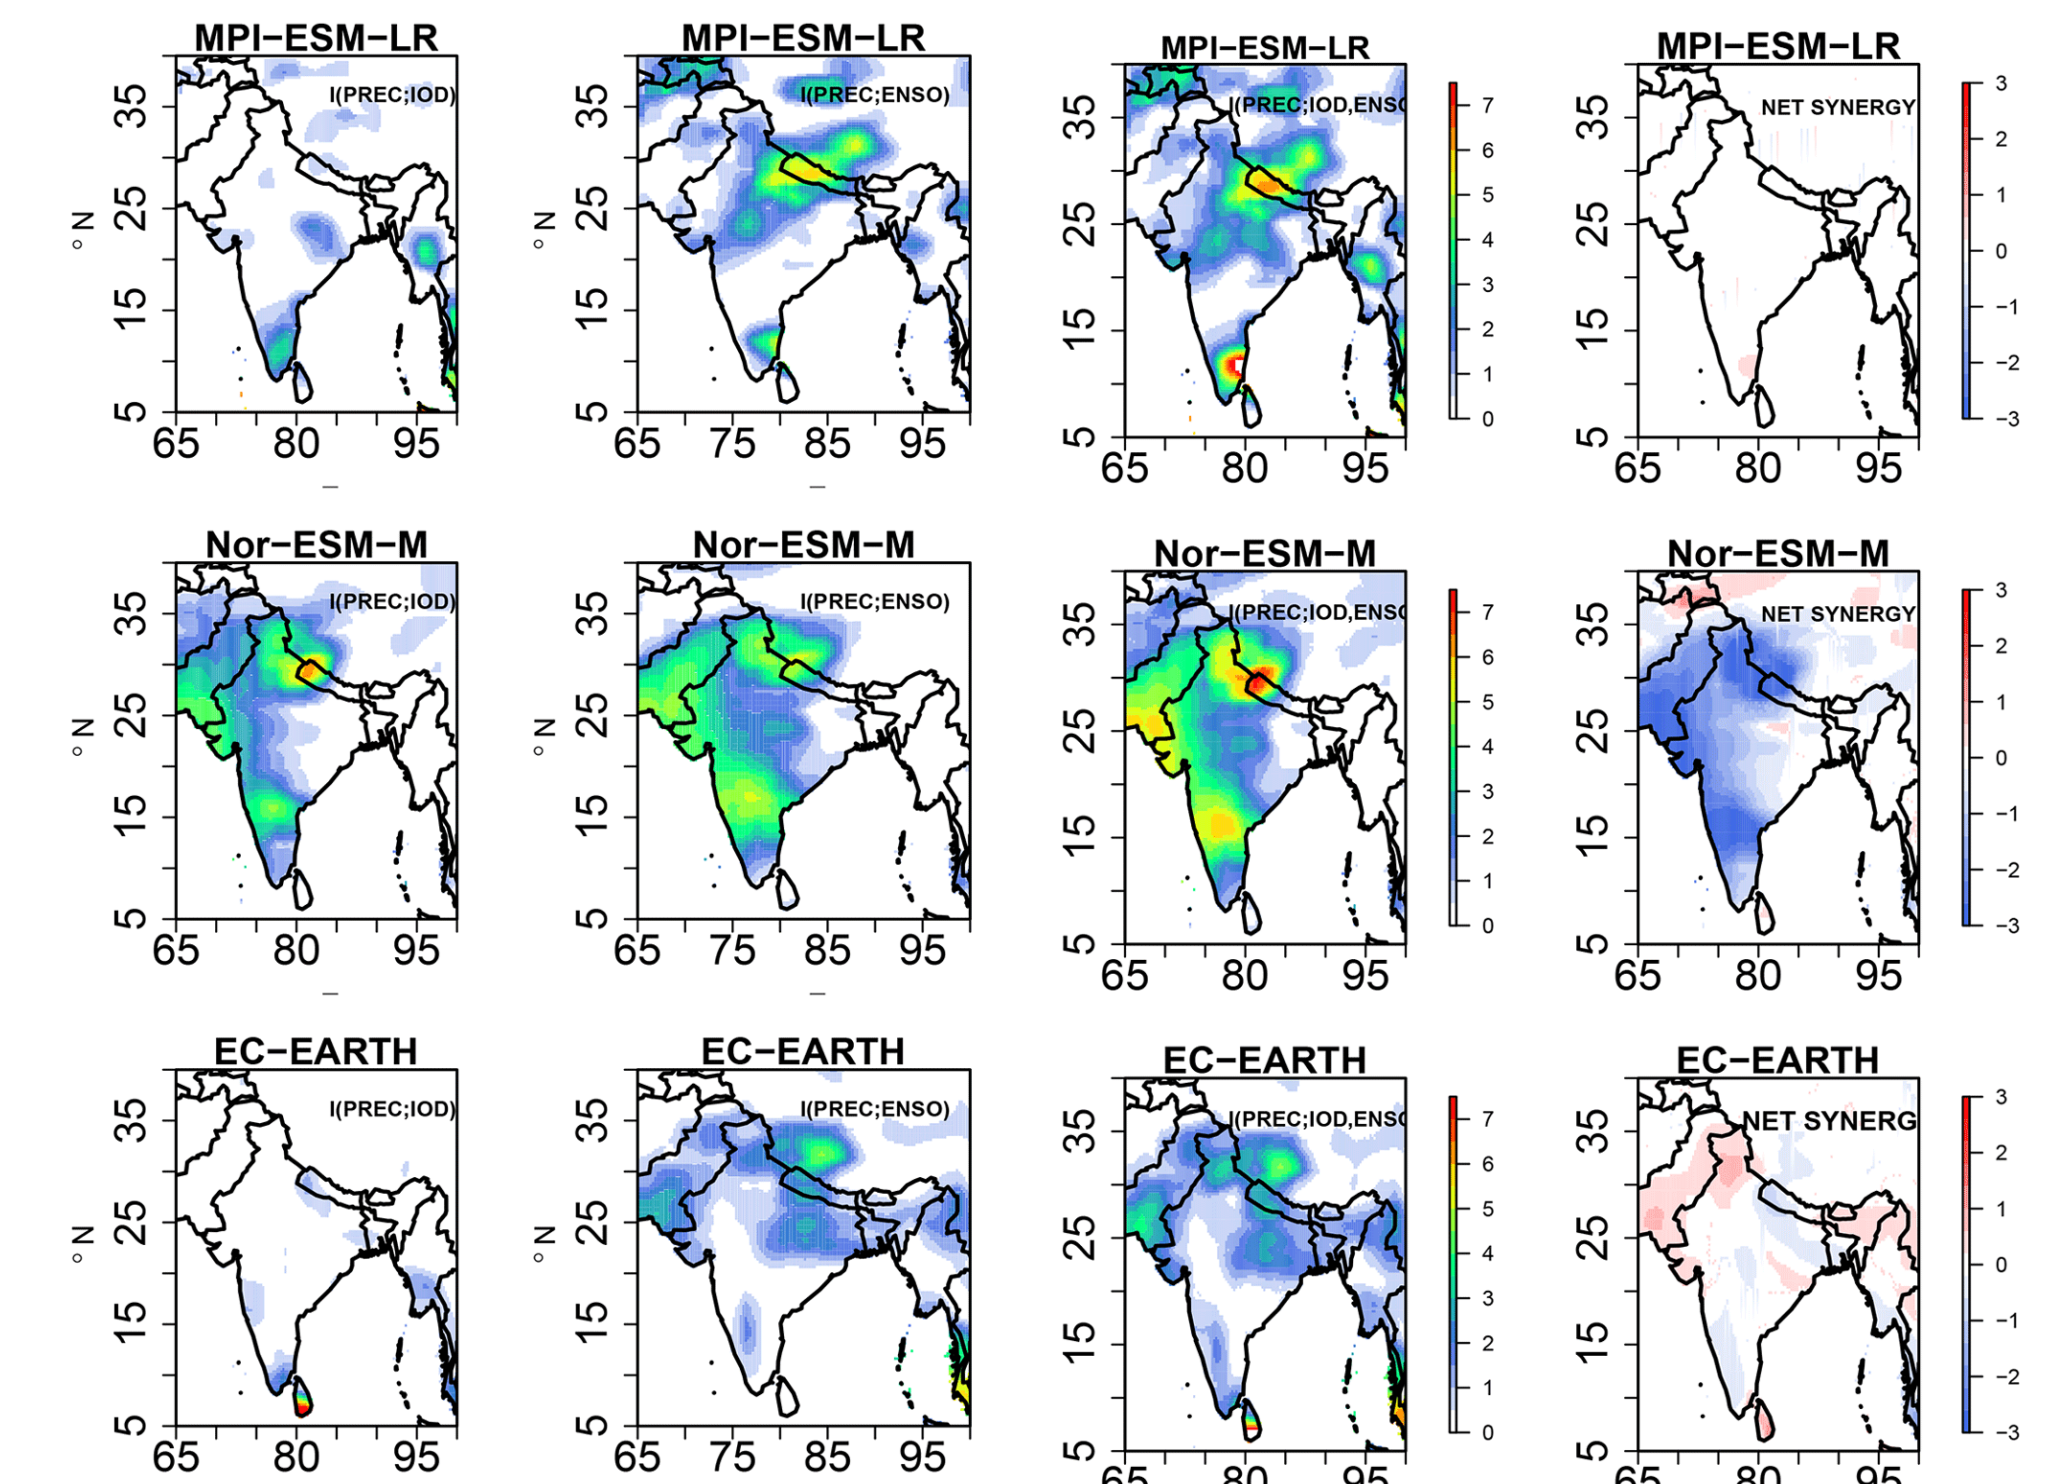 MPI−ESM−LR MPI−ESM−LR MPI−ESM−LR MPI−ESM−LR
I(PREC;IOD) I(PREC;ENSO) I(PREC;IOD,ENSO NET SYNERGY
5 15 25 35 ° N 5 15 25 35 ° N 5 15 25 35 0 1 2 3 4 5 6 7 5 15 25 35 −3 −2 −1 0 1 2 3
65 80 95 65 75 85 95 65 80 95 65 80 95
– –
Nor−ESM−M Nor−ESM−M Nor−ESM−M Nor−ESM−M
I(PREC;IOD) I(PREC;ENSO) I(PREC;IOD,ENSO NET SYNERGY
5 15 25 35 ° N 5 15 25 35 ° N 5 15 25 35 0 1 2 3 4 5 6 7 5 15 25 35 −3 −2 −1 0 1 2 3
65 80 95 65 75 85 95 65 80 95 65 80 95
– –
EC−EARTH EC−EARTH EC−EARTH EC−EARTH
I(PREC;IOD) I(PREC;ENSO) I(PREC;IOD,ENSO NET SYNERG
5 15 25 35 ° N 5 15 25 35 ° N 5 15 25 35 0 1 2 3 4 5 6 7 5 15 25 35 −3 −2 −1 0 1 2 3
65 80 95 65 75 85 95 65 80 95 65 80 95